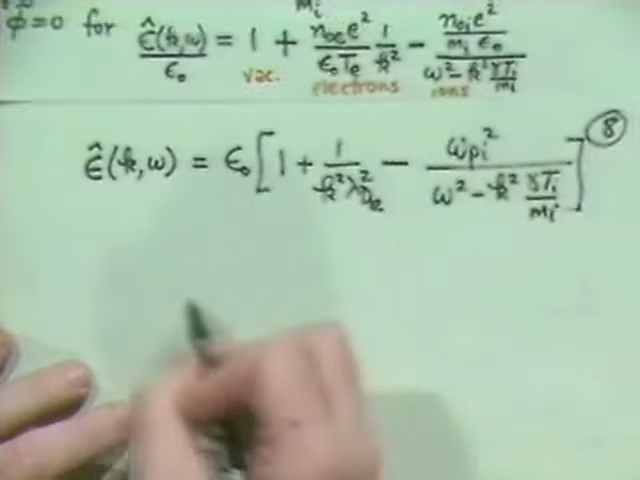 φ=0 for ε̂(k,ω)/ε₀ = 1 + (n₀ₑe²/ε₀Tₑ)(1/k²) − (n₀ᵢe²/mᵢε₀)/(ω² − k² γTᵢ/mᵢ)
vac. electrons ions
ε̂(k,ω) = ε₀[1 + 1/(k²λ²_De) − ωpi²/(ω² − k² γTᵢ/mᵢ)] ⑧